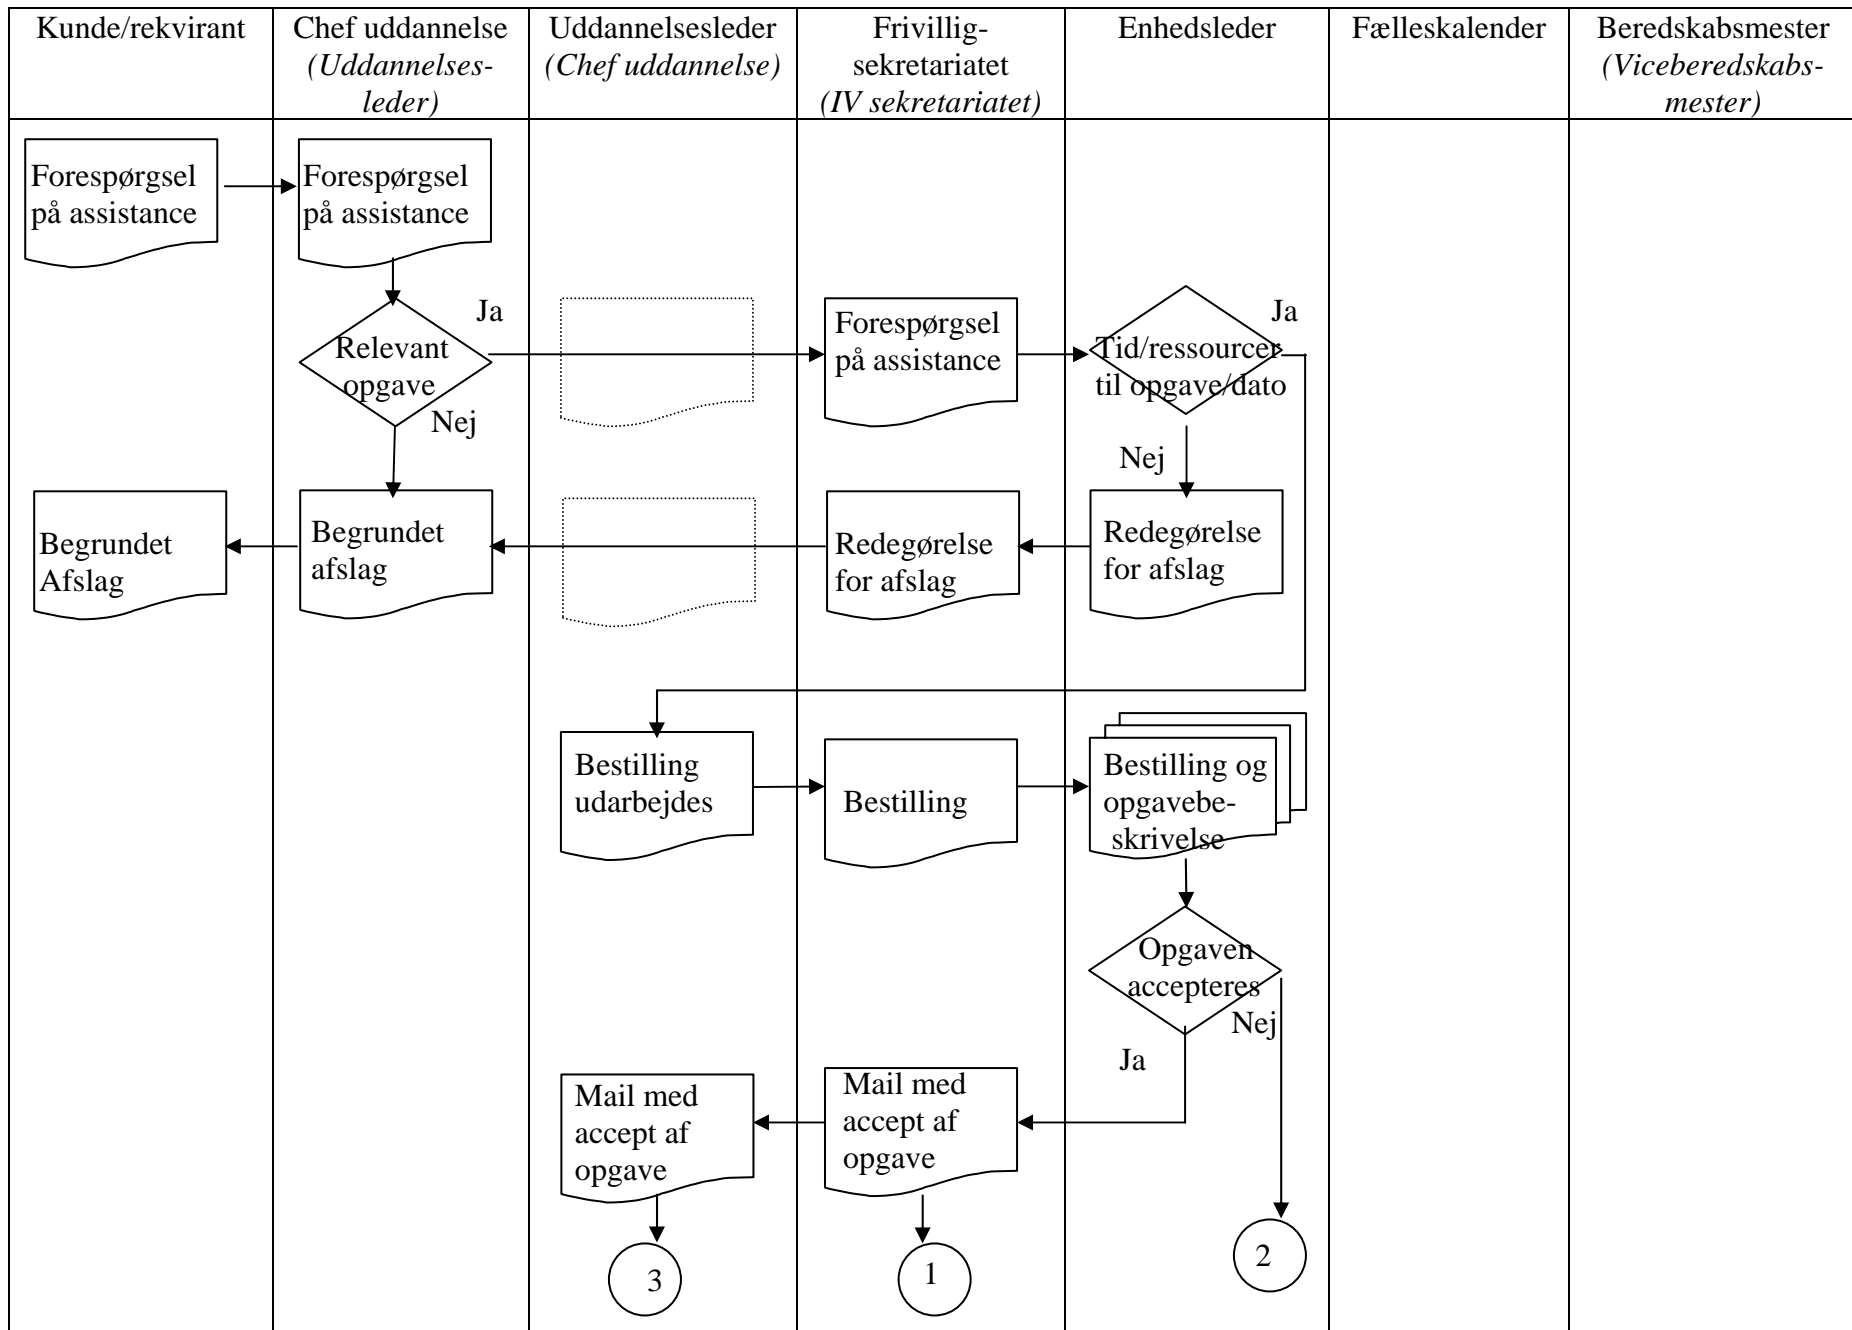 Kunde/rekvirant
Chef uddannelse
(Uddannelses-
leder)
Uddannelsesleder
(Chef uddannelse)
Frivillig-
sekretariatet
(IV sekretariatet)
Enhedsleder
Fælleskalender
Beredskabsmester
(Viceberedskabs-
mester)
Forespørgsel
på assistance
Forespørgsel
på assistance
Relevant
opgave
Ja
Nej
Forespørgsel
på assistance
Tid/ressourcer
til opgave/dato
Ja
Nej
Begrundet
Afslag
Begrundet
afslag
Redegørelse
for afslag
Redegørelse
for afslag
Bestilling
udarbejdes
Bestilling
Bestilling og
opgavebe-
skrivelse
Opgaven
accepteres
Nej
Ja
Mail med
accept af
opgave
Mail med
accept af
opgave
3
1
2